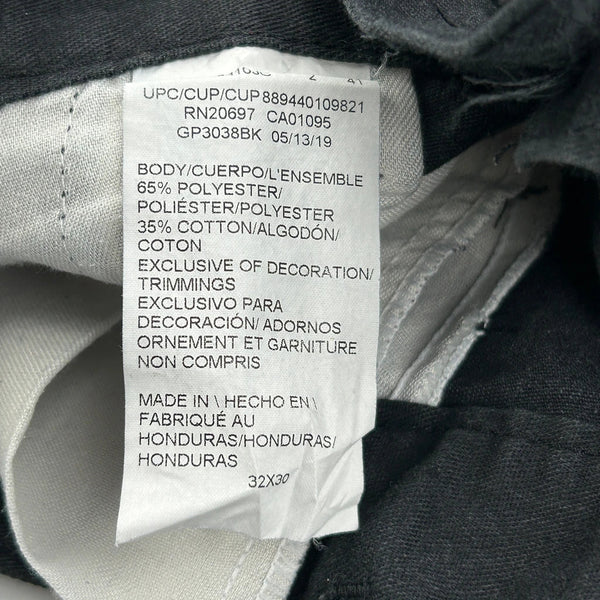 UPC/CUP/CUP889440109821
RN20697 CA01095
GP3038BK 05/13/19
BODY/CUERPO/L'ENSEMBLE
65% POLYESTER/
POLIÉSTER/POLYESTER
35% COTTON/ALGODÓN/
COTON
EXCLUSIVE OF DECORATION/
TRIMMINGS
EXCLUSIVO PARA
DECORACIÓN/ ADORNOS
ORNEMENT ET GARNITURE
NON COMPRIS
MADE IN \ HECHO EN \
FABRIQUÉ AU
HONDURAS/HONDURAS/
HONDURAS
32X30